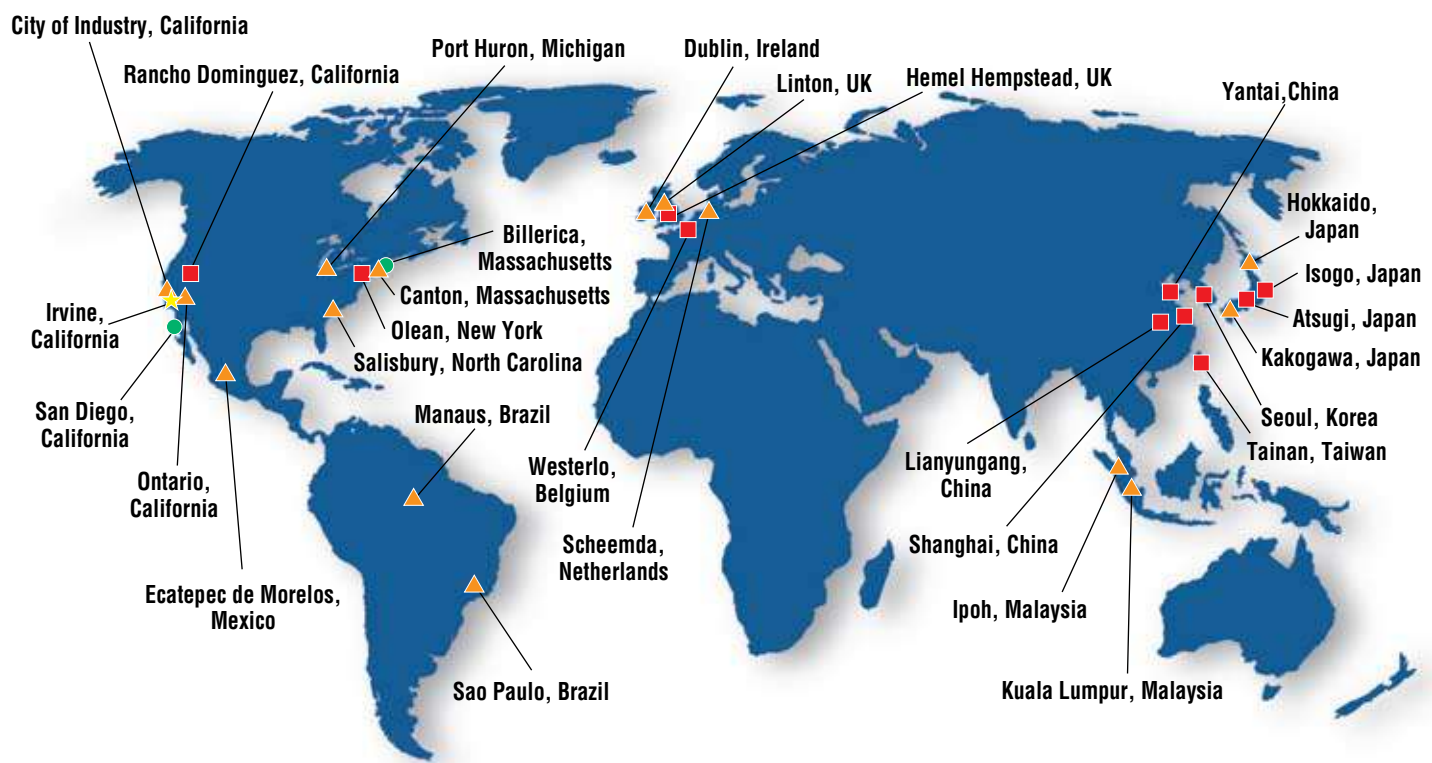 City of Industry, California
Port Huron, Michigan
Dublin, Ireland
Rancho Dominguez, California
Linton, UK
Hemel Hempstead, UK
Yantai,China
Hokkaido,
Japan
Billerica,
Massachusetts
Isogo, Japan
Irvine,
California
Canton, Massachusetts
Atsugi, Japan
Olean, New York
Kakogawa, Japan
Salisbury, North Carolina
San Diego,
California
Manaus, Brazil
Seoul, Korea
Tainan, Taiwan
Westerlo,
Belgium
Lianyungang,
China
Ontario,
California
Scheemda,
Netherlands
Shanghai, China
Ecatepec de Morelos,
Mexico
Ipoh, Malaysia
Sao Paulo, Brazil
Kuala Lumpur, Malaysia